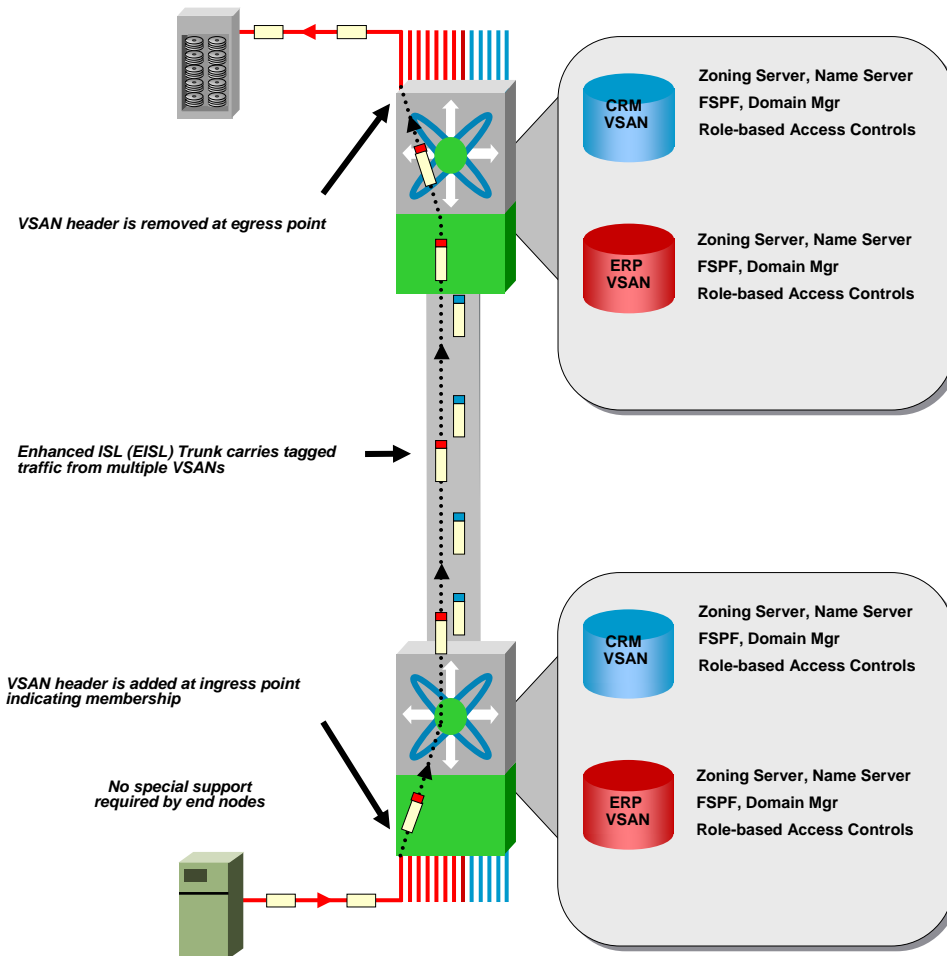 CRM
VSAN
Zoning Server, Name Server
FSPF, Domain Mgr
Role-based Access Controls
VSAN header is removed at egress point
ERP
VSAN
Zoning Server, Name Server
FSPF, Domain Mgr
Role-based Access Controls
Enhanced ISL (EISL) Trunk carries tagged
traffic from multiple VSANs
CRM
VSAN
Zoning Server, Name Server
FSPF, Domain Mgr
Role-based Access Controls
VSAN header is added at ingress point
indicating membership
No special support
required by end nodes
ERP
VSAN
Zoning Server, Name Server
FSPF, Domain Mgr
Role-based Access Controls